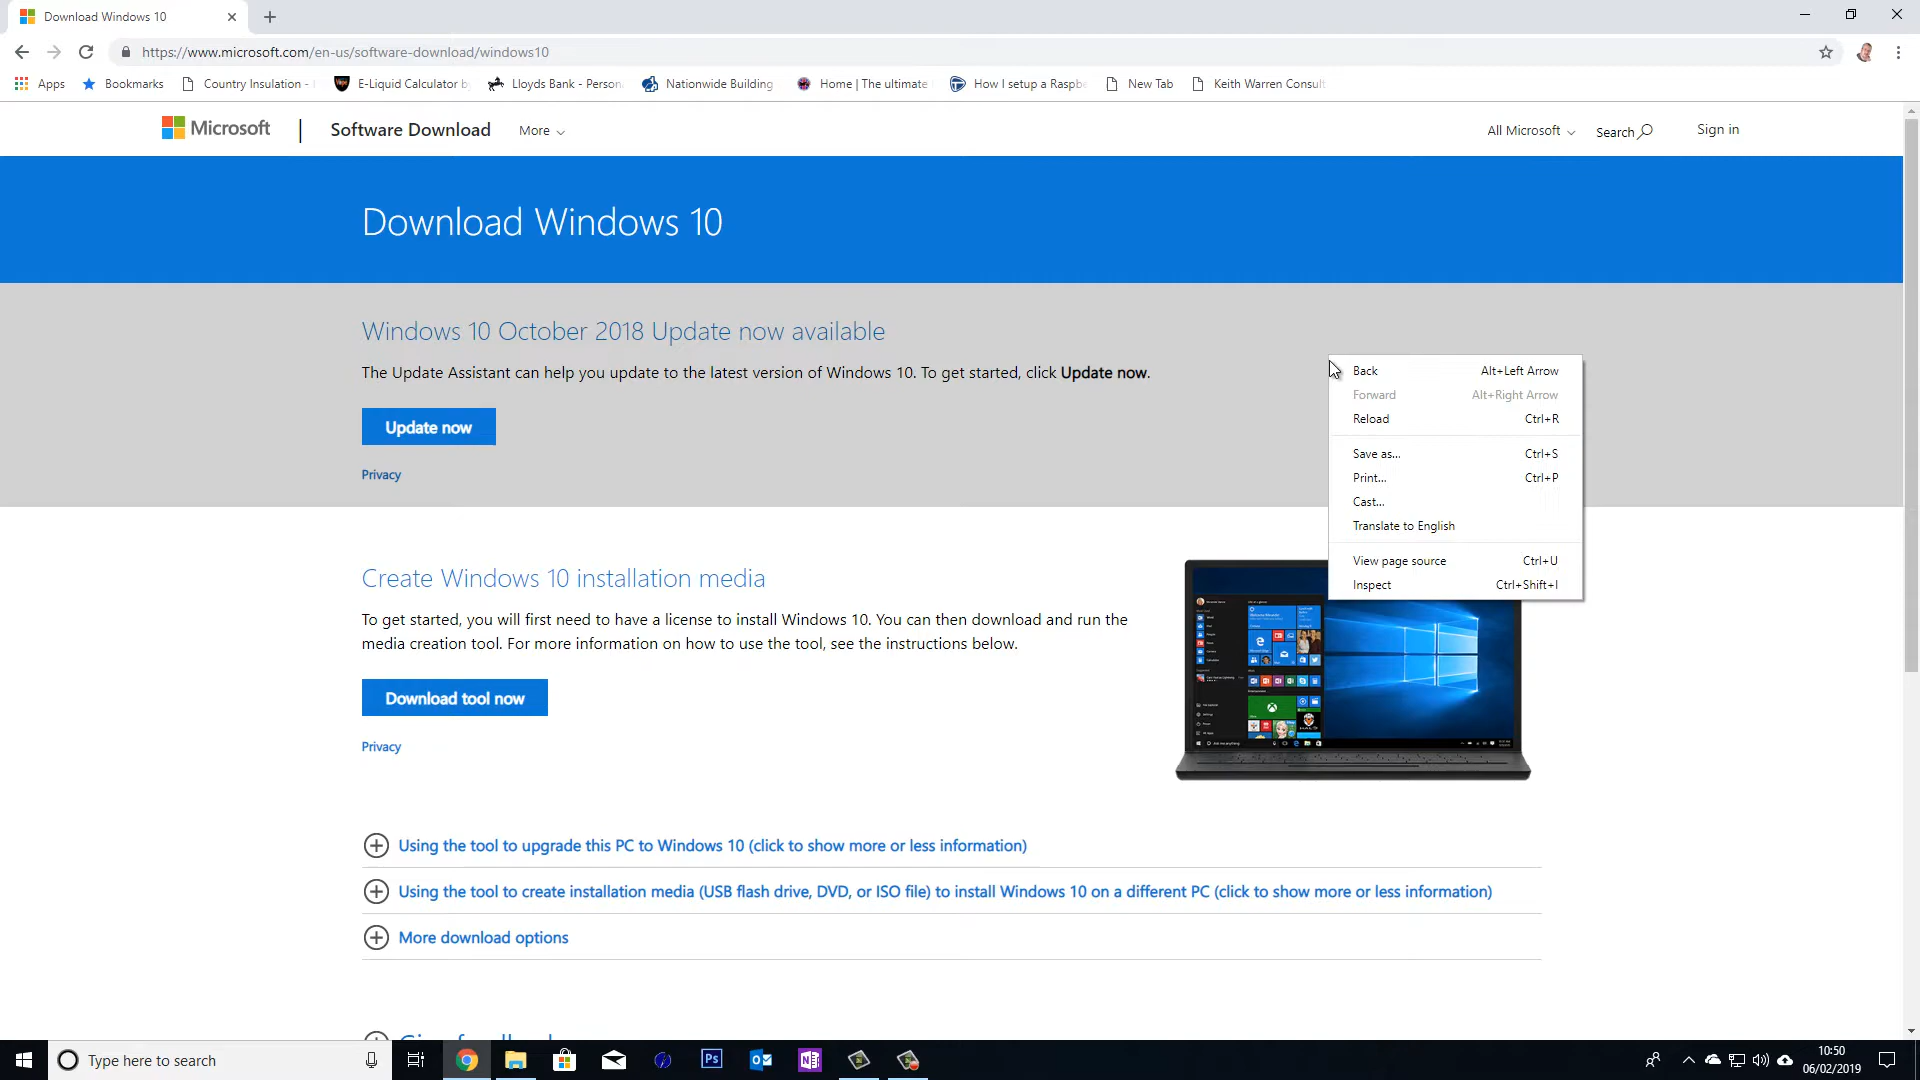 Download Windows 10
https://www.microsoft.com/en-us/software-download/windows10
Apps
Bookmarks
Country Insulation -
E-Liquid Calculator b
Lloyds Bank - Person
Nationwide Building
Home | The ultimate
How I setup a Raspbe
New Tab
Keith Warren Consult
Microsoft
Software Download
More
All Microsoft
Search
Sign in
Download Windows 10
Windows 10 October 2018 Update now available
The Update Assistant can help you update to the latest version of Windows 10. To get started, click Update now.
Update now
Privacy
Back Alt+Left Arrow
Forward Alt+Right Arrow
Reload Ctrl+R
Save as... Ctrl+S
Print... Ctrl+P
Cast...
Translate to English
View page source Ctrl+U
Inspect Ctrl+Shift+I
Create Windows 10 installation media
To get started, you will first need to have a license to install Windows 10. You can then download and run the
media creation tool. For more information on how to use the tool, see the instructions below.
Download tool now
Privacy
Using the tool to upgrade this PC to Windows 10 (click to show more or less information)
Using the tool to create installation media (USB flash drive, DVD, or ISO file) to install Windows 10 on a different PC (click to show more or less information)
More download options
Type here to search
Ps
10:50
06/02/2019